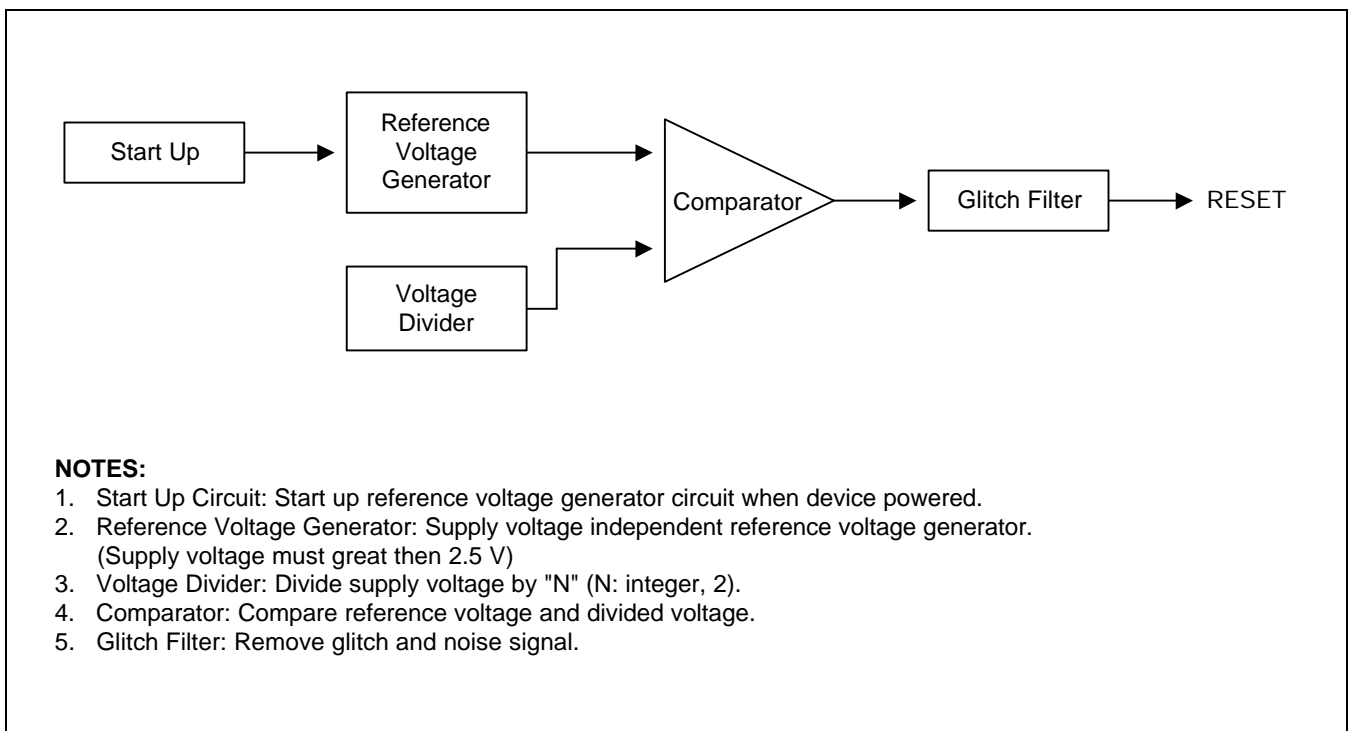 Start Up
Reference
Voltage
Generator
Voltage
Divider
Comparator
Glitch Filter
RESET
NOTES:
1. Start Up Circuit: Start up reference voltage generator circuit when device powered.
2. Reference Voltage Generator: Supply voltage independent reference voltage generator.
(Supply voltage must great then 2.5 V)
3. Voltage Divider: Divide supply voltage by "N" (N: integer, 2).
4. Comparator: Compare reference voltage and divided voltage.
5. Glitch Filter: Remove glitch and noise signal.